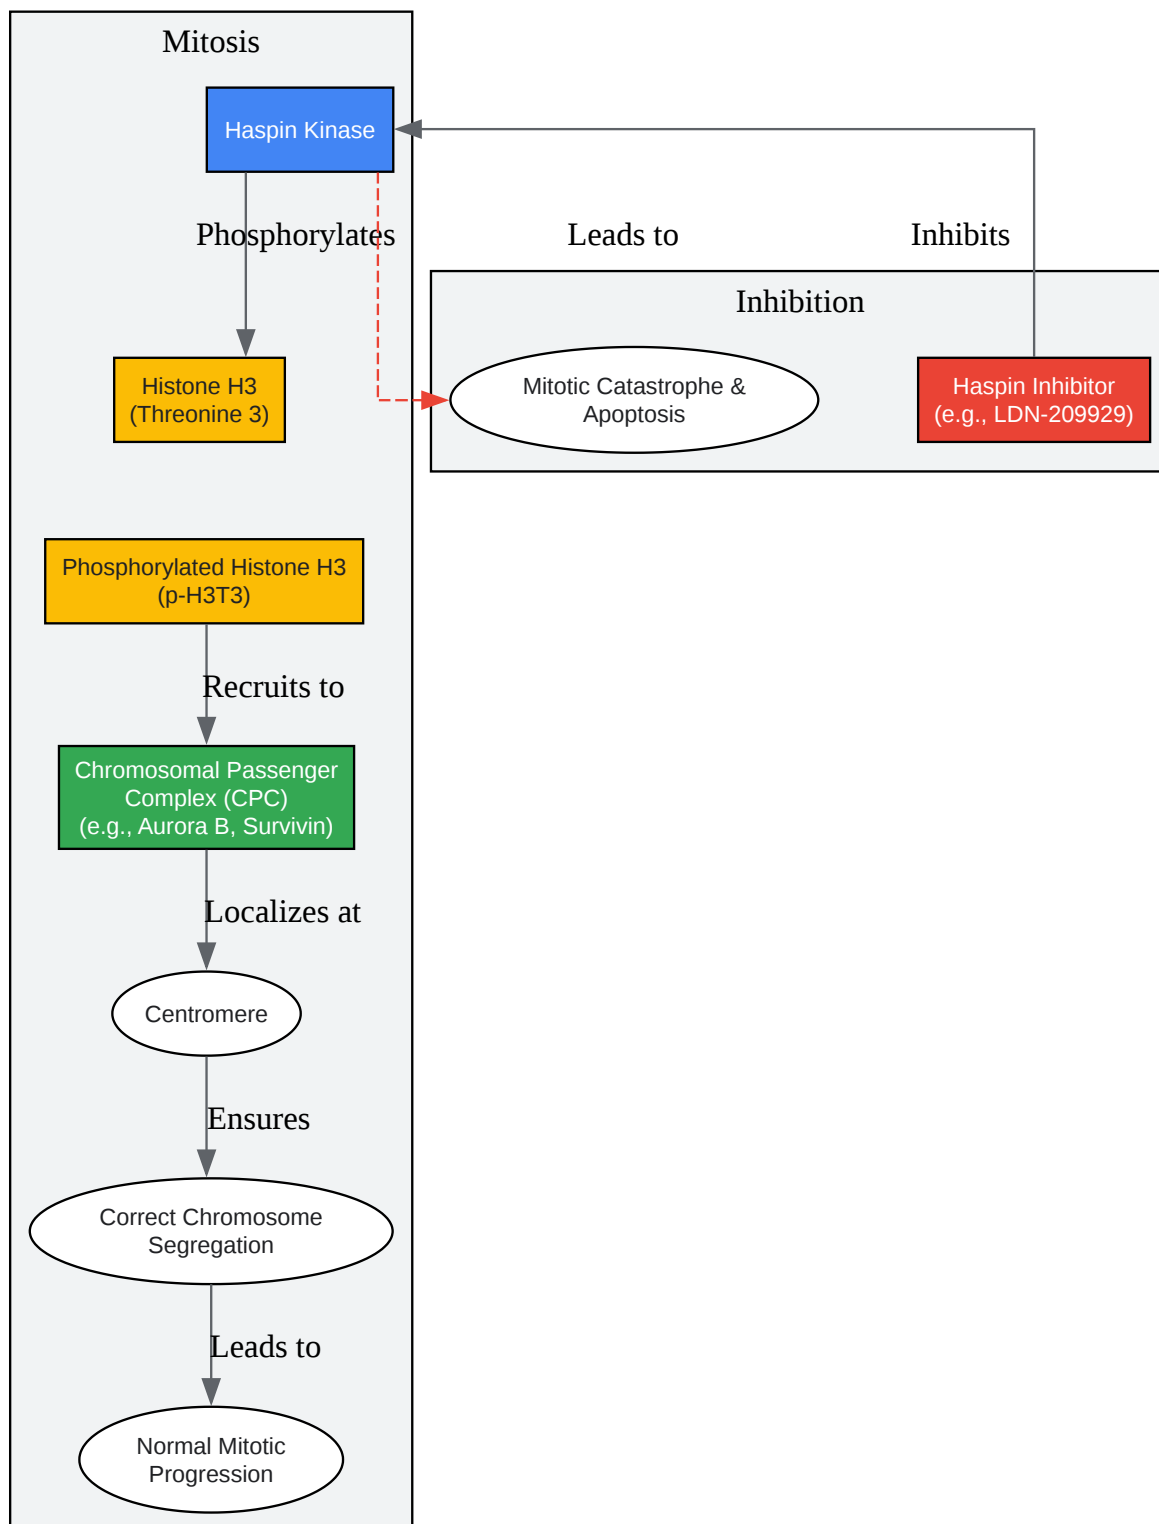 Mitosis
Haspin Kinase
Phosphorylates
Leads to
Inhibits
Inhibition
Histone H3
(Threonine 3)
Mitotic Catastrophe &
Apoptosis
Haspin Inhibitor
(e.g., LDN-209929)
Phosphorylated Histone H3
(p-H3T3)
Recruits to
Chromosomal Passenger
Complex (CPC)
(e.g., Aurora B, Survivin)
Localizes at
Centromere
Ensures
Correct Chromosome
Segregation
Leads to
Normal Mitotic
Progression